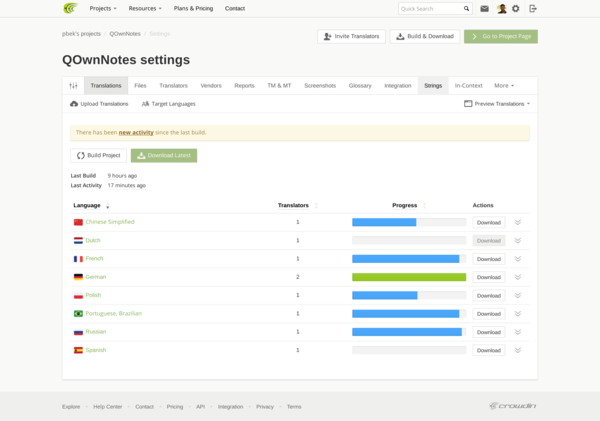 Projects Resources Plans & Pricing Contact Quick Search
pbek's projects / QOwnNotes / Settings
Invite Translators Build & Download Go to Project Page
QOwnNotes settings
Translations Files Translators Vendors Reports TM & MT Screenshots Glossary Integration Strings In-Context More
Upload Translations Target Languages Preview Translations
There has been new activity since the last build.
Build Project Download Latest
Last Build 9 hours ago
Last Activity 17 minutes ago
Language Translators Progress Actions
Chinese Simplified 1 Download
Dutch 1 Download
French 1 Download
German 2 Download
Polish 1 Download
Portuguese, Brazilian 1 Download
Russian 1 Download
Spanish 1 Download
Explore · Help Center · Contact · Pricing · API · Integration · Privacy · Terms crowdin